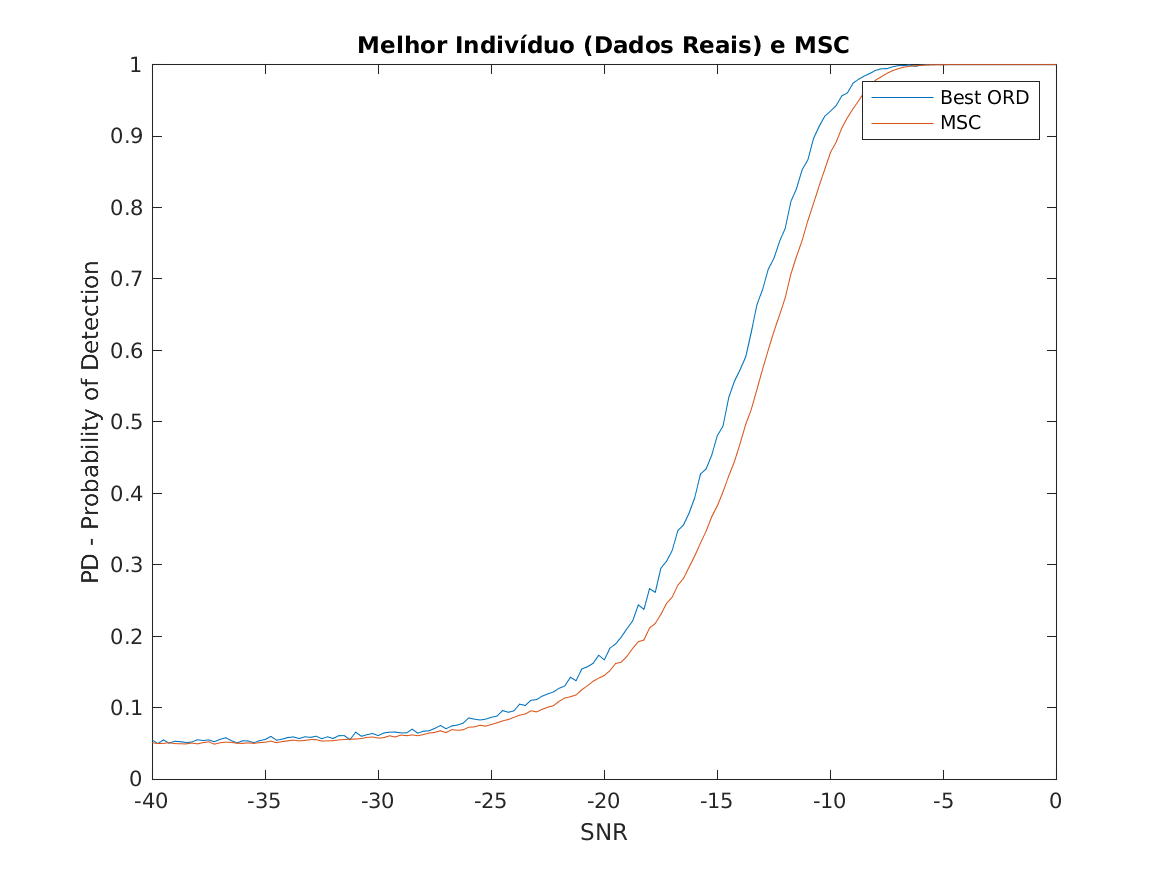 Melhor Indivíduo (Dados Reais) e MSC
1
0.9
0.8
0.7
0.6
0.5
0.4
0.3
0.2
0.1
0
PD - Probability of Detection
Best ORD
MSC
-40 -35 -30 -25 -20 -15 -10 -5 0
SNR